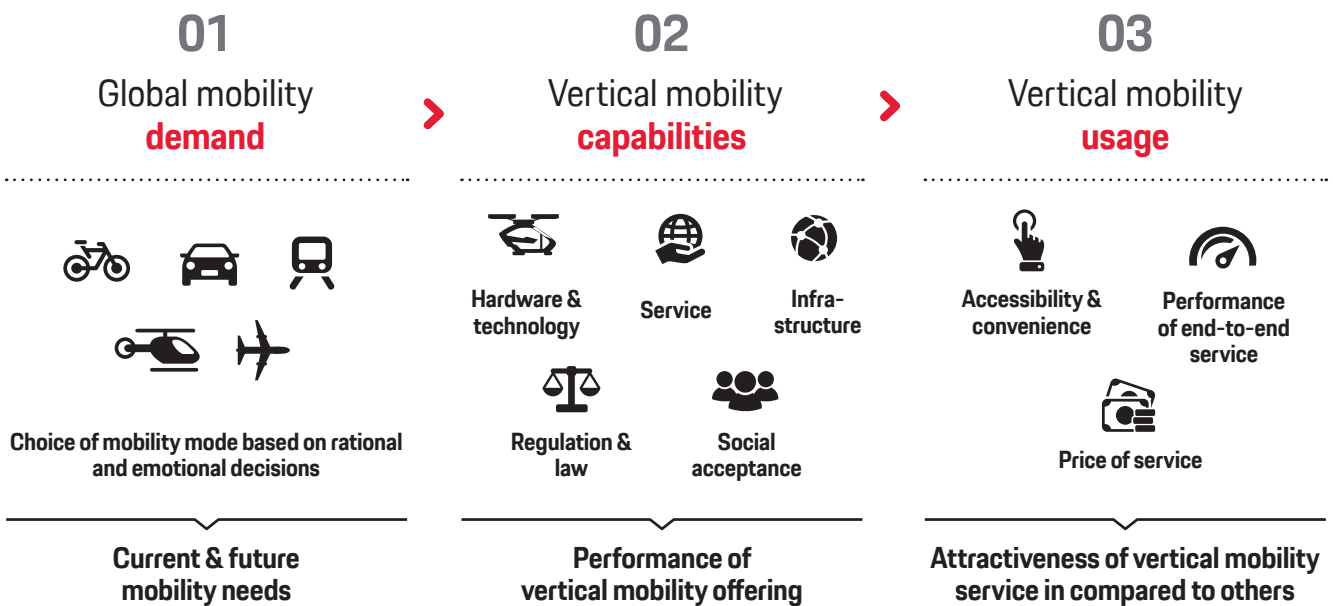 01
Global mobility
demand
02
Vertical mobility
capabilities
03
Vertical mobility
usage
Choice of mobility mode based on rational
and emotional decisions
Current & future
mobility needs
Hardware &
technology
Service
Infra-
structure
Regulation &
law
Social
acceptance
Performance of
vertical mobility offering
Accessibility &
convenience
Performance
of end-to-end
service
Price of service
Attractiveness of vertical mobility
service in compared to others